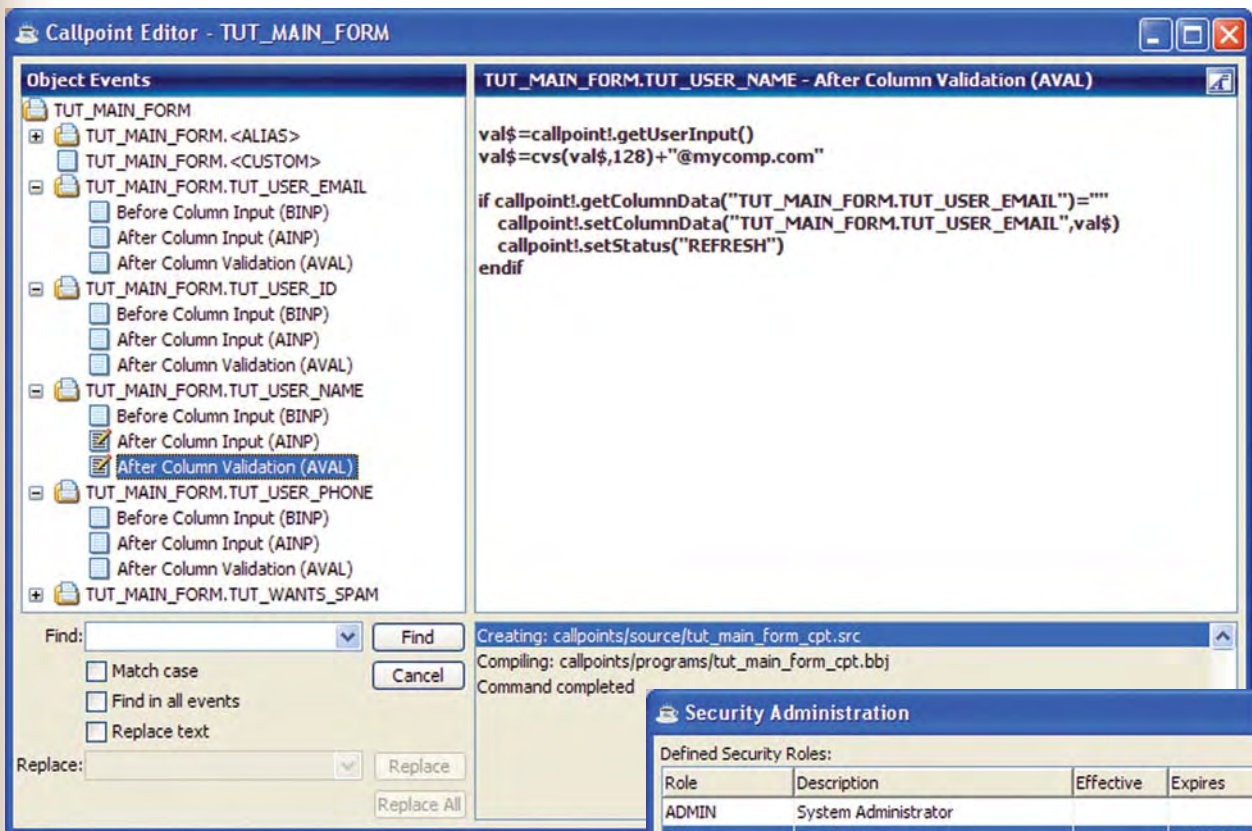 Callpoint Editor - TUT_MAIN_FORM
Object Events
TUT_MAIN_FORM
TUT_MAIN_FORM.<ALIAS>
TUT_MAIN_FORM.<CUSTOM>
TUT_MAIN_FORM.TUT_USER_EMAIL
Before Column Input (BINP)
After Column Input (AINP)
After Column Validation (AVAL)
TUT_MAIN_FORM.TUT_USER_ID
Before Column Input (BINP)
After Column Input (AINP)
After Column Validation (AVAL)
TUT_MAIN_FORM.TUT_USER_NAME
Before Column Input (BINP)
After Column Input (AINP)
After Column Validation (AVAL)
TUT_MAIN_FORM.TUT_USER_PHONE
Before Column Input (BINP)
After Column Input (AINP)
After Column Validation (AVAL)
TUT_MAIN_FORM.TUT_WANTS_SPAM
TUT_MAIN_FORM.TUT_USER_NAME - After Column Validation (AVAL)
val$=callpoint!.getUserInput()
val$=cvs(val$,128)+"@mycomp.com"
if callpoint!.getColumnData("TUT_MAIN_FORM.TUT_USER_EMAIL")=""
callpoint!.setColumnData("TUT_MAIN_FORM.TUT_USER_EMAIL",val$)
callpoint!.setStatus("REFRESH")
endif
Find:
Find
Match case
Cancel
Find in all events
Replace text
Replace:
Replace
Replace All
Creating: callpoints/source/tut_main_form_cpt.src
Compiling: callpoints/programs/tut_main_form_cpt.bbj
Command completed
Security Administration
Defined Security Roles:
Role Description Effective Expires
ADMIN System Administrator